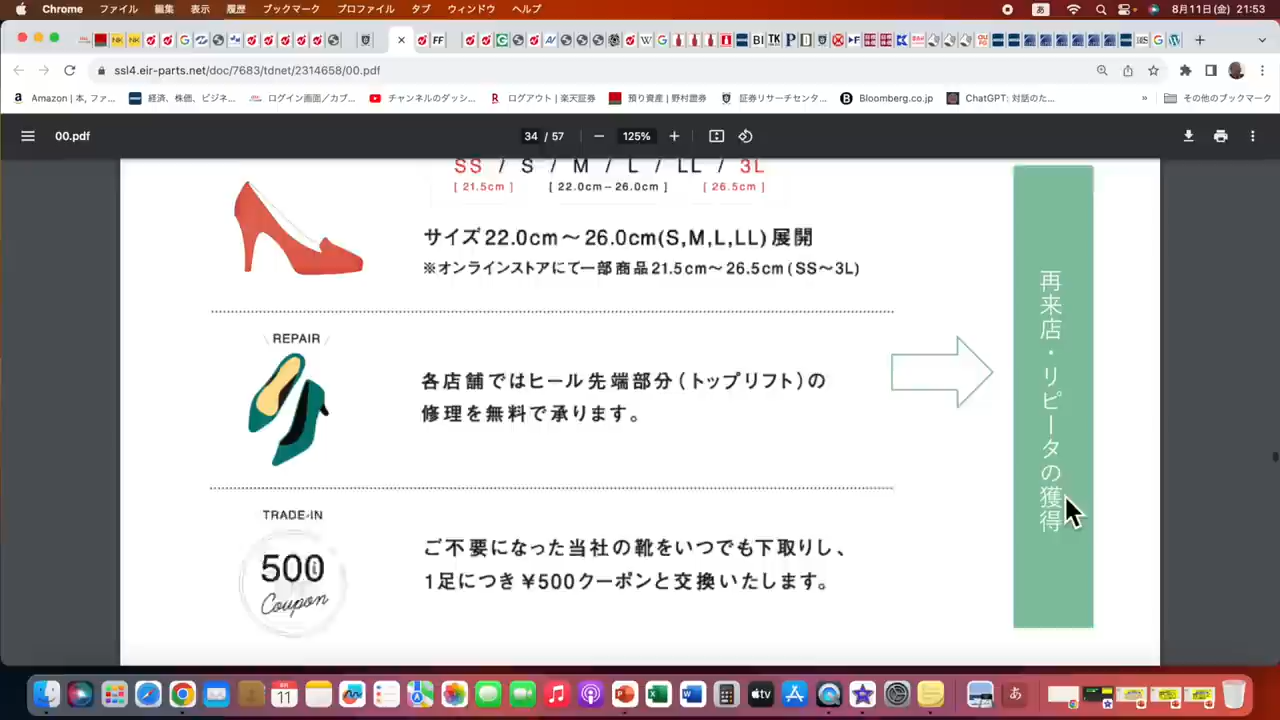 Chrome ファイル 編集 表示 履歴 ブックマーク プロファイル タブ ウィンドウ ヘルプ
あ 8月11日(金) 21:53
ssl4.eir-parts.net/doc/7683/tdnet/2314658/00.pdf
Amazon | 本, ファ... 経済、株価、ビジネ... ログイン画面／カブ... チャンネルのダッシ... ログアウト | 楽天証券 預り資産 | 野村證券 証券リサーチセンタ... Bloomberg.co.jp ChatGPT: 対話のた... » その他のブックマーク
00.pdf 34 / 57 125%
SS / S / M / L / LL / 3L
[ 21.5cm ] [ 22.0cm–26.0cm ] [ 26.5cm ]
サイズ22.0cm〜26.0cm(S,M,L,LL)展開
※オンラインストアにて一部商品21.5cm〜26.5cm(SS〜3L)
REPAIR
各店舗ではヒール先端部分(トップリフト)の
修理を無料で承ります。
TRADE-IN
500
Coupon
ご不要になった当社の靴をいつでも下取りし、
1足につき¥500クーポンと交換いたします。
再来店・リピータの獲得